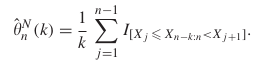 $$\hat{\theta}_n^N(k) = \frac{1}{k} \sum_{j=1}^{n-1} I_{[X_j \leqslant X_{n-k:n} < X_{j+1}]}.$$